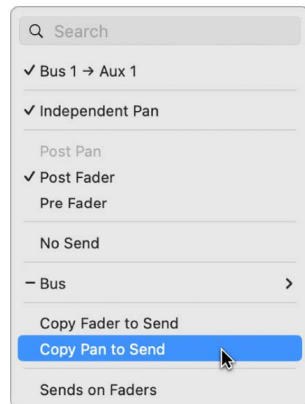 Search
✓ Bus 1 → Aux 1
✓ Independent Pan
Post Pan
✓ Post Fader
Pre Fader
No Send
– Bus >
Copy Fader to Send
Copy Pan to Send
Sends on Faders